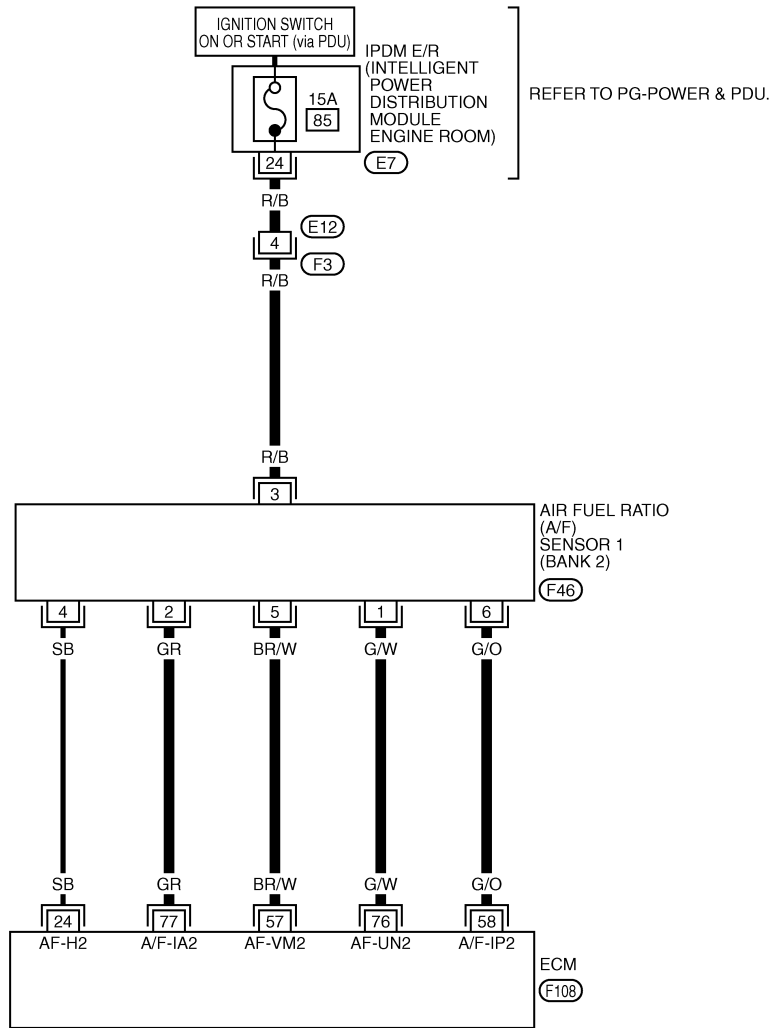 IGNITION SWITCH
ON OR START (via PDU)
IPDM E/R
(INTELLIGENT
POWER
DISTRIBUTION
MODULE
ENGINE ROOM)
REFER TO PG-POWER & PDU.
15A
85
24
E7
R/B
E12
4
F3
R/B
R/B
3
AIR FUEL RATIO
(A/F)
SENSOR 1
(BANK 2)
F46
4 2 5 1 6
SB GR BR/W G/W G/O
SB GR BR/W G/W G/O
24 77 57 76 58
AF-H2 A/F-IA2 AF-VM2 AF-UN2 A/F-IP2
ECM
F108